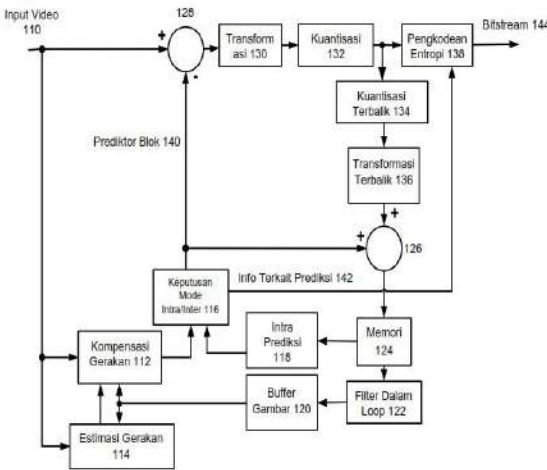 Input Video
110
128
Transform
asi 130
Kuantisasi
132
Pengkodean
Entropi 138
Bitstream 144
Kuantisasi
Terbalik 134
Prediktor Blok 140
Transformasi
Terbalik 136
126
Info Terkait Prediksi 142
Keputusan
Mode
Intra/Inter 116
Kompensasi
Gerakan 112
Intra
Prediksi
118
Memori
124
Buffer
Gambar 120
Filter Dalam
Loop 122
Estimasi Gerakan
114